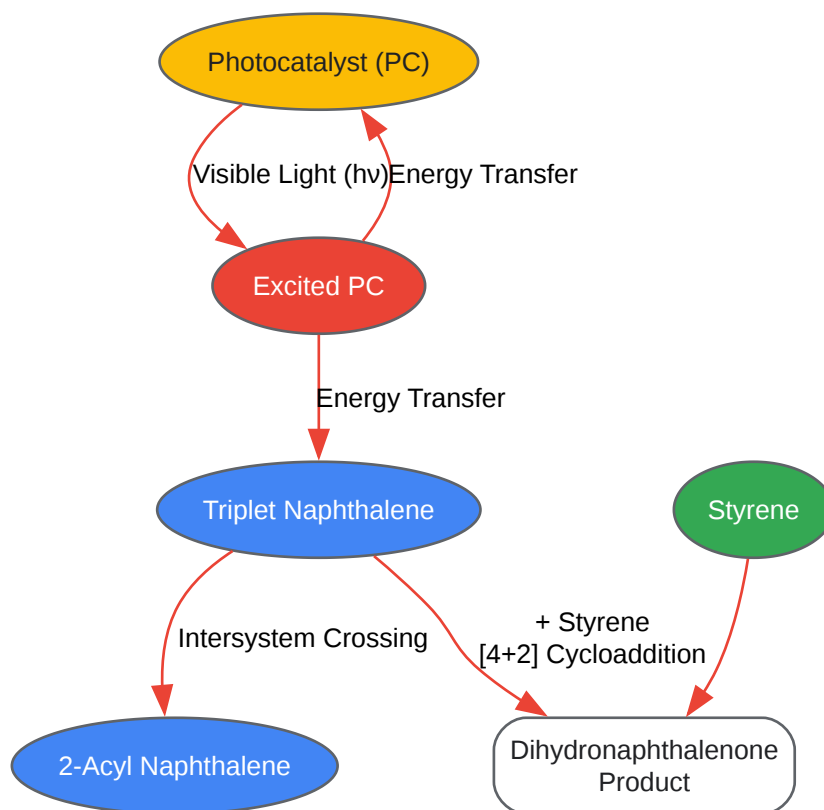 Photocatalyst (PC)
Visible Light (hν)
Energy Transfer
Excited PC
Energy Transfer
Triplet Naphthalene
Styrene
Intersystem Crossing
+ Styrene
[4+2] Cycloaddition
2-Acyl Naphthalene
Dihydronaphthalenone
Product